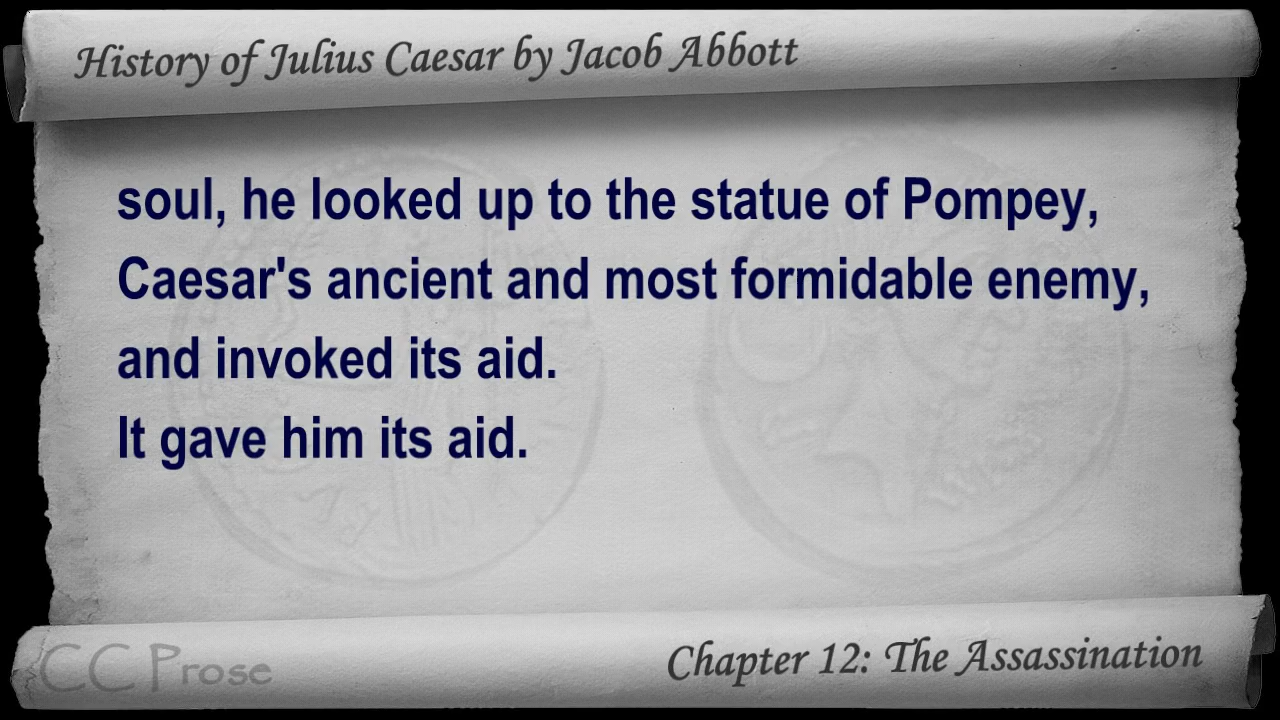 History of Julius Caesar by Jacob Abbott
soul, he looked up to the statue of Pompey,
Caesar's ancient and most formidable enemy,
and invoked its aid.
It gave him its aid.
CC Prose
Chapter 12: The Assassination